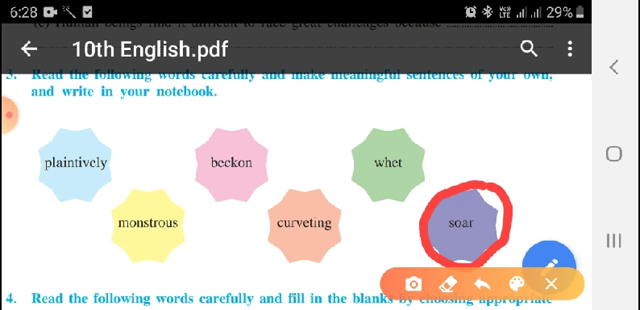 6:28 29%
10th English.pdf
3. Read the following words carefully and make meaningful sentences of your own,
and write in your notebook.
plaintively beckon whet
monstrous curveting soar
4. Read the following words carefully and fill in the blanks by choosing appropriate